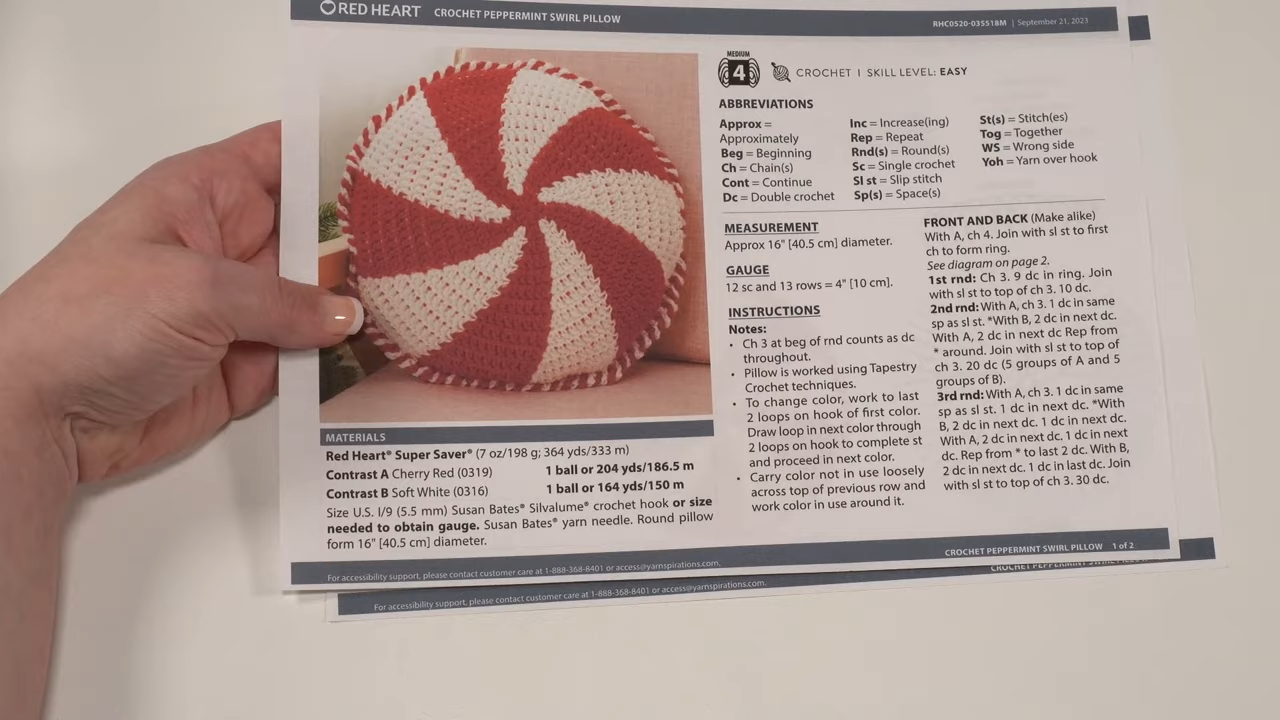 RED HEART CROCHET PEPPERMINT SWIRL PILLOW
RHC0520-035518M | September 21, 2023
MEDIUM
4
CROCHET I SKILL LEVEL: EASY
ABBREVIATIONS
Approx =
Approximately
Beg = Beginning
Ch = Chain(s)
Cont = Continue
Dc = Double crochet
Inc = Increase(ing)
Rep = Repeat
Rnd(s) = Round(s)
Sc = Single crochet
Sl st = Slip stitch
Sp(s) = Space(s)
St(s) = Stitch(es)
Tog = Together
WS = Wrong side
Yoh = Yarn over hook
MEASUREMENT
Approx 16" [40.5 cm] diameter.
GAUGE
12 sc and 13 rows = 4" [10 cm].
INSTRUCTIONS
Notes:
• Ch 3 at beg of rnd counts as dc
throughout.
• Pillow is worked using Tapestry
Crochet techniques.
• To change color, work to last
2 loops on hook of first color.
Draw loop in next color through
2 loops on hook to complete st
and proceed in next color.
• Carry color not in use loosely
across top of previous row and
work color in use around it.
FRONT AND BACK (Make alike)
With A, ch 4. Join with sl st to first
ch to form ring.
See diagram on page 2.
1st rnd: Ch 3. 9 dc in ring. Join
with sl st to top of ch 3. 10 dc.
2nd rnd: With A, ch 3. 1 dc in same
sp as sl st. *With B, 2 dc in next dc.
With A, 2 dc in next dc Rep from
* around. Join with sl st to top of
ch 3. 20 dc (5 groups of A and 5
groups of B).
3rd rnd: With A, ch 3. 1 dc in same
sp as sl st. 1 dc in next dc. *With
B, 2 dc in next dc. 1 dc in next dc.
With A, 2 dc in next dc. 1 dc in next
dc. Rep from * to last 2 dc. With B,
2 dc in next dc. 1 dc in last dc. Join
with sl st to top of ch 3. 30 dc.
MATERIALS
Red Heart® Super Saver® (7 oz/198 g; 364 yds/333 m)
Contrast A Cherry Red (0319) 1 ball or 204 yds/186.5 m
Contrast B Soft White (0316) 1 ball or 164 yds/150 m
Size U.S. I/9 (5.5 mm) Susan Bates® Silvalume® crochet hook or size
needed to obtain gauge. Susan Bates® yarn needle. Round pillow
form 16" [40.5 cm] diameter.
For accessibility support, please contact customer care at 1-888-368-8401 or access@yarnspirations.com.
CROCHET PEPPERMINT SWIRL PILLOW 1 of 2
For accessibility support, please contact customer care at 1-888-368-8401 or access@yarnspirations.com.
CROCHET PEPPERMINT SWIRL PILLOW